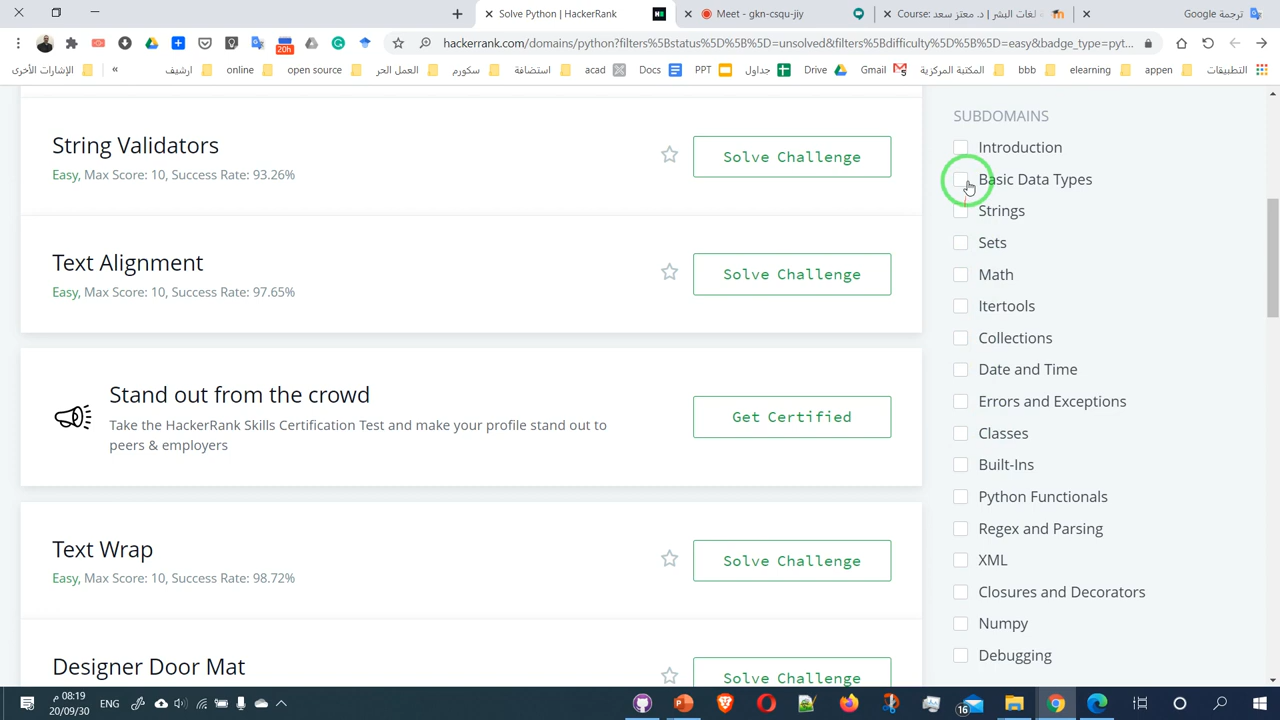 Solve Python | HackerRank
Meet - gkn-csqu-jiy
Course: لغات البشر | د. معتز سعد
ترجمة Google
hackerrank.com/domains/python?filters%5Bstatus%5D%5B%5D=unsolved&filters%5Bdifficulty%5D%5B%5D=easy&badge_type=pyt...
20h
الإشارات الأخرى
»
ارشيف
online
open source
العمل الحر
سكورم
استضافة
acad
Docs
PPT
جداول
Drive
Gmail
المكتبة المركزية
bbb
elearning
appen
التطبيقات
String Validators
Easy, Max Score: 10, Success Rate: 93.26%
Solve Challenge
Text Alignment
Easy, Max Score: 10, Success Rate: 97.65%
Solve Challenge
Stand out from the crowd
Take the HackerRank Skills Certification Test and make your profile stand out to
peers & employers
Get Certified
Text Wrap
Easy, Max Score: 10, Success Rate: 98.72%
Solve Challenge
Designer Door Mat
Solve Challenge
SUBDOMAINS
Introduction
Basic Data Types
Strings
Sets
Math
Itertools
Collections
Date and Time
Errors and Exceptions
Classes
Built-Ins
Python Functionals
Regex and Parsing
XML
Closures and Decorators
Numpy
Debugging
08:19 م
20/09/30
ENG
16